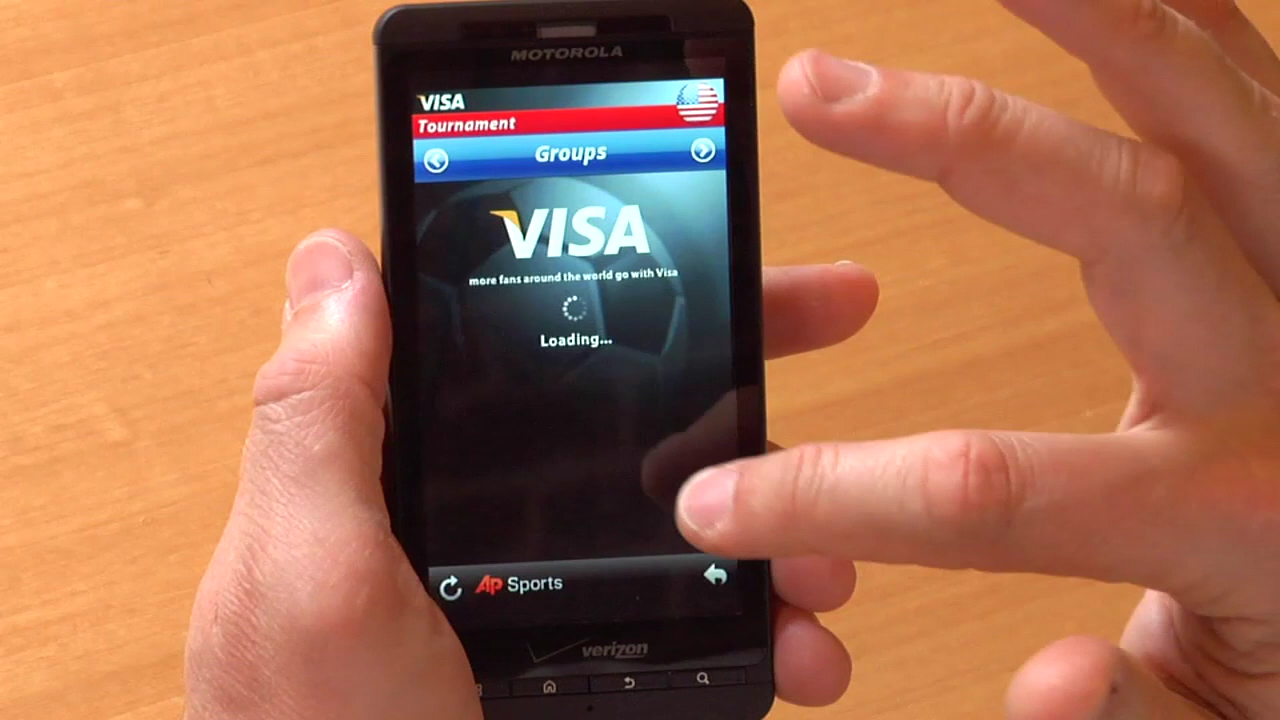 MOTOROLA
VISA
Tournament
Groups
VISA
more fans around the world go with Visa
Loading...
AP Sports
verizon